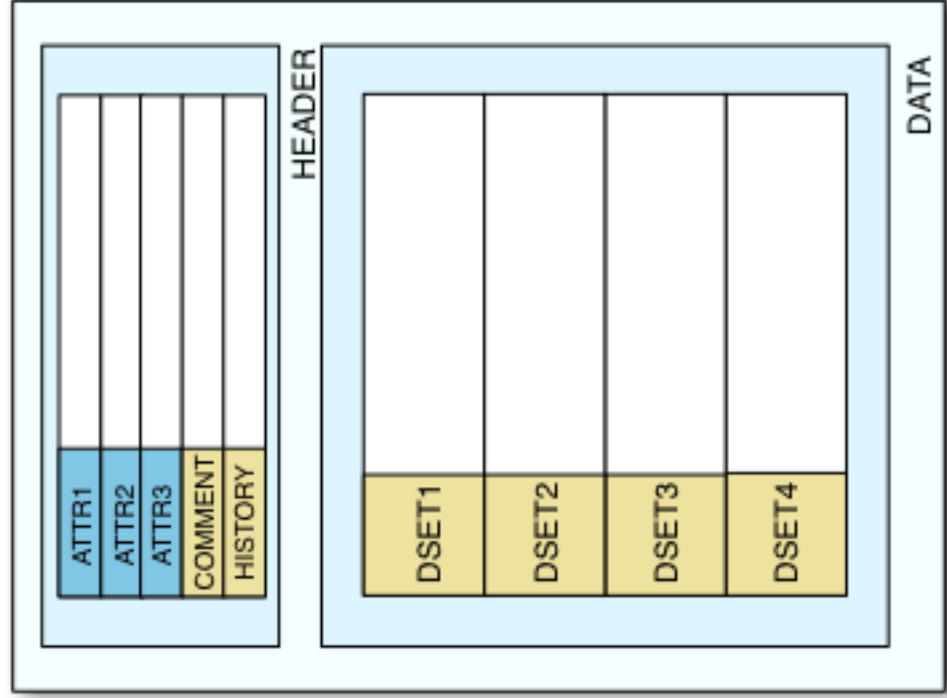 HEADER
ATTR1
ATTR2
ATTR3
COMMENT
HISTORY
DATA
DSET1
DSET2
DSET3
DSET4